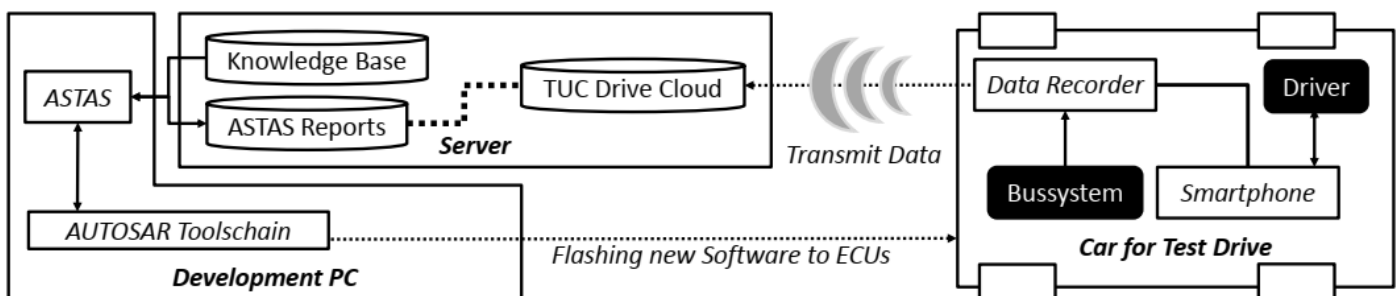 Knowledge Base
ASTAS
ASTAS Reports
Server
TUC Drive Cloud
Transmit Data
Data Recorder
Driver
Bussystem
Smartphone
Car for Test Drive
AUTOSAR Toolschain
Flashing new Software to ECUs
Development PC